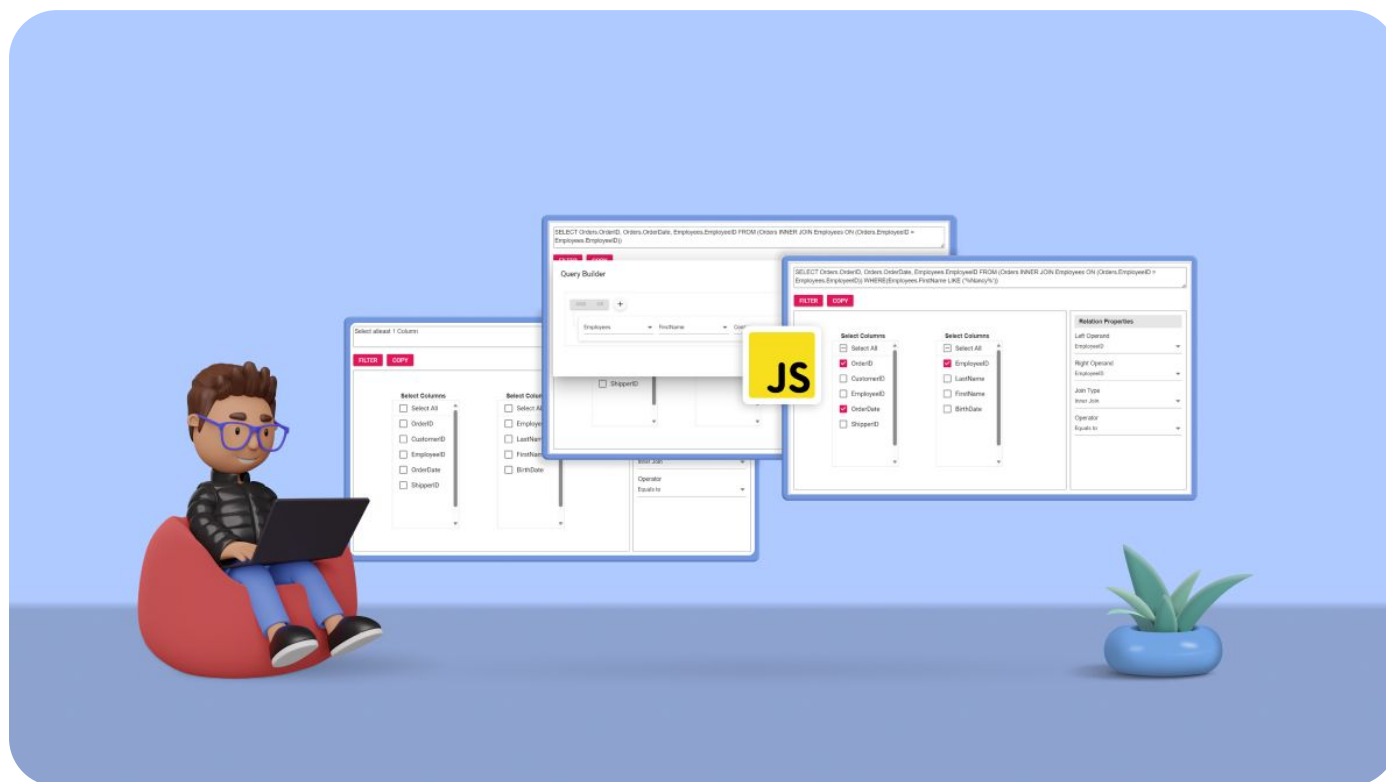 Select atleast 1 Column
FILTER COPY
Select Columns
Select All
OrderID
CustomerID
EmployeeID
OrderDate
ShipperID
Select All
BirthDate
Inner Join
Operator
Equals to
SELECT Orders.OrderID, Orders.OrderDate, Employees.EmployeeID FROM (Orders INNER JOIN Employees ON (Orders.EmployeeID =
Employees.EmployeeID))
FILTER COPY
Query Builder
+
Employees FirstName
ShipperID
JS
SELECT Orders.OrderID, Orders.OrderDate, Employees.EmployeeID FROM (Orders INNER JOIN Employees ON (Orders.EmployeeID =
Employees.EmployeeID)) WHERE(Employees.FirstName LIKE ('%Nancy%'))
FILTER COPY
Select Columns
Select All
OrderID
CustomerID
EmployeeID
OrderDate
ShipperID
Select Columns
Select All
EmployeeID
LastName
FirstName
BirthDate
Relation Properties
Left Operand
EmployeeID
Right Operand
EmployeeID
Join Type
Inner Join
Operator
Equals to